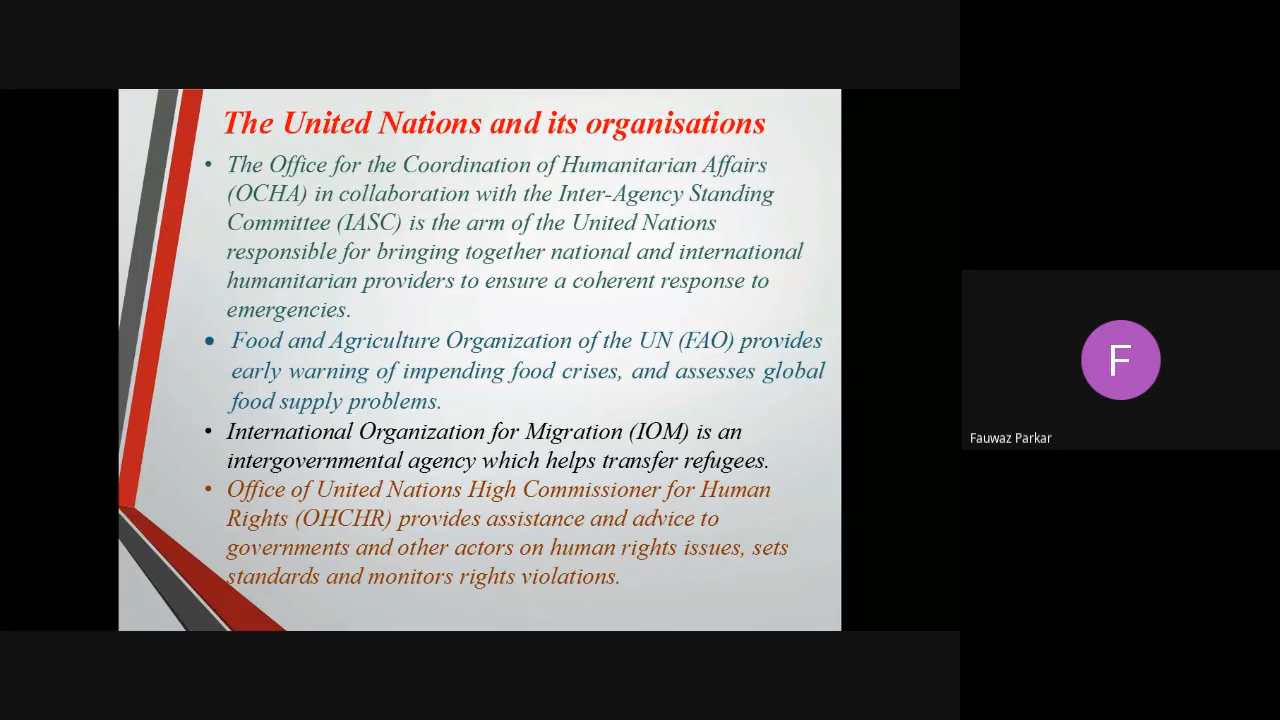 The United Nations and its organisations
• The Office for the Coordination of Humanitarian Affairs
(OCHA) in collaboration with the Inter-Agency Standing
Committee (IASC) is the arm of the United Nations
responsible for bringing together national and international
humanitarian providers to ensure a coherent response to
emergencies.
• Food and Agriculture Organization of the UN (FAO) provides
early warning of impending food crises, and assesses global
food supply problems.
• International Organization for Migration (IOM) is an
intergovernmental agency which helps transfer refugees.
• Office of United Nations High Commissioner for Human
Rights (OHCHR) provides assistance and advice to
governments and other actors on human rights issues, sets
standards and monitors rights violations.
F
Fauwaz Parkar